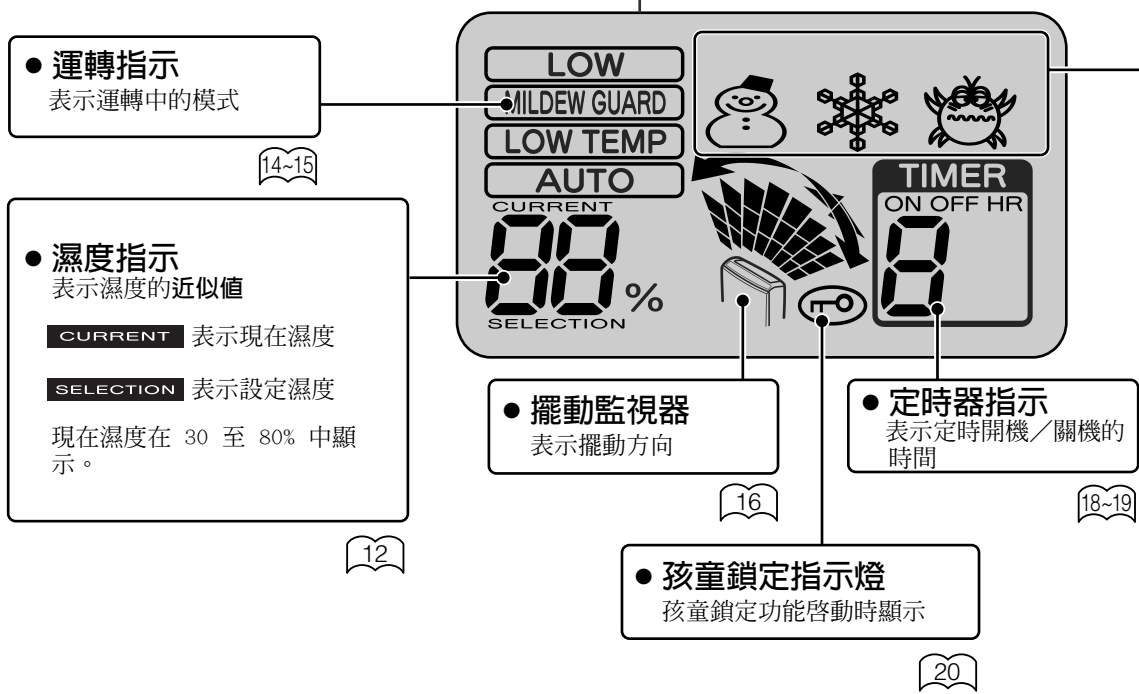 ● 運轉指示
表示運轉中的模式
14~15
● 濕度指示
表示濕度的近似值
CURRENT 表示現在濕度
SELECTION 表示設定濕度
現在濕度在 30 至 80% 中顯
示。
12
LOW
MILDEW GUARD
LOW TEMP
AUTO
CURRENT
88%
SELECTION
TIMER
ON OFF HR
8
● 擺動監視器
表示擺動方向
16
● 定時器指示
表示定時開機／關機的
時間
18~19
● 孩童鎖定指示燈
孩童鎖定功能啓動時顯示
20